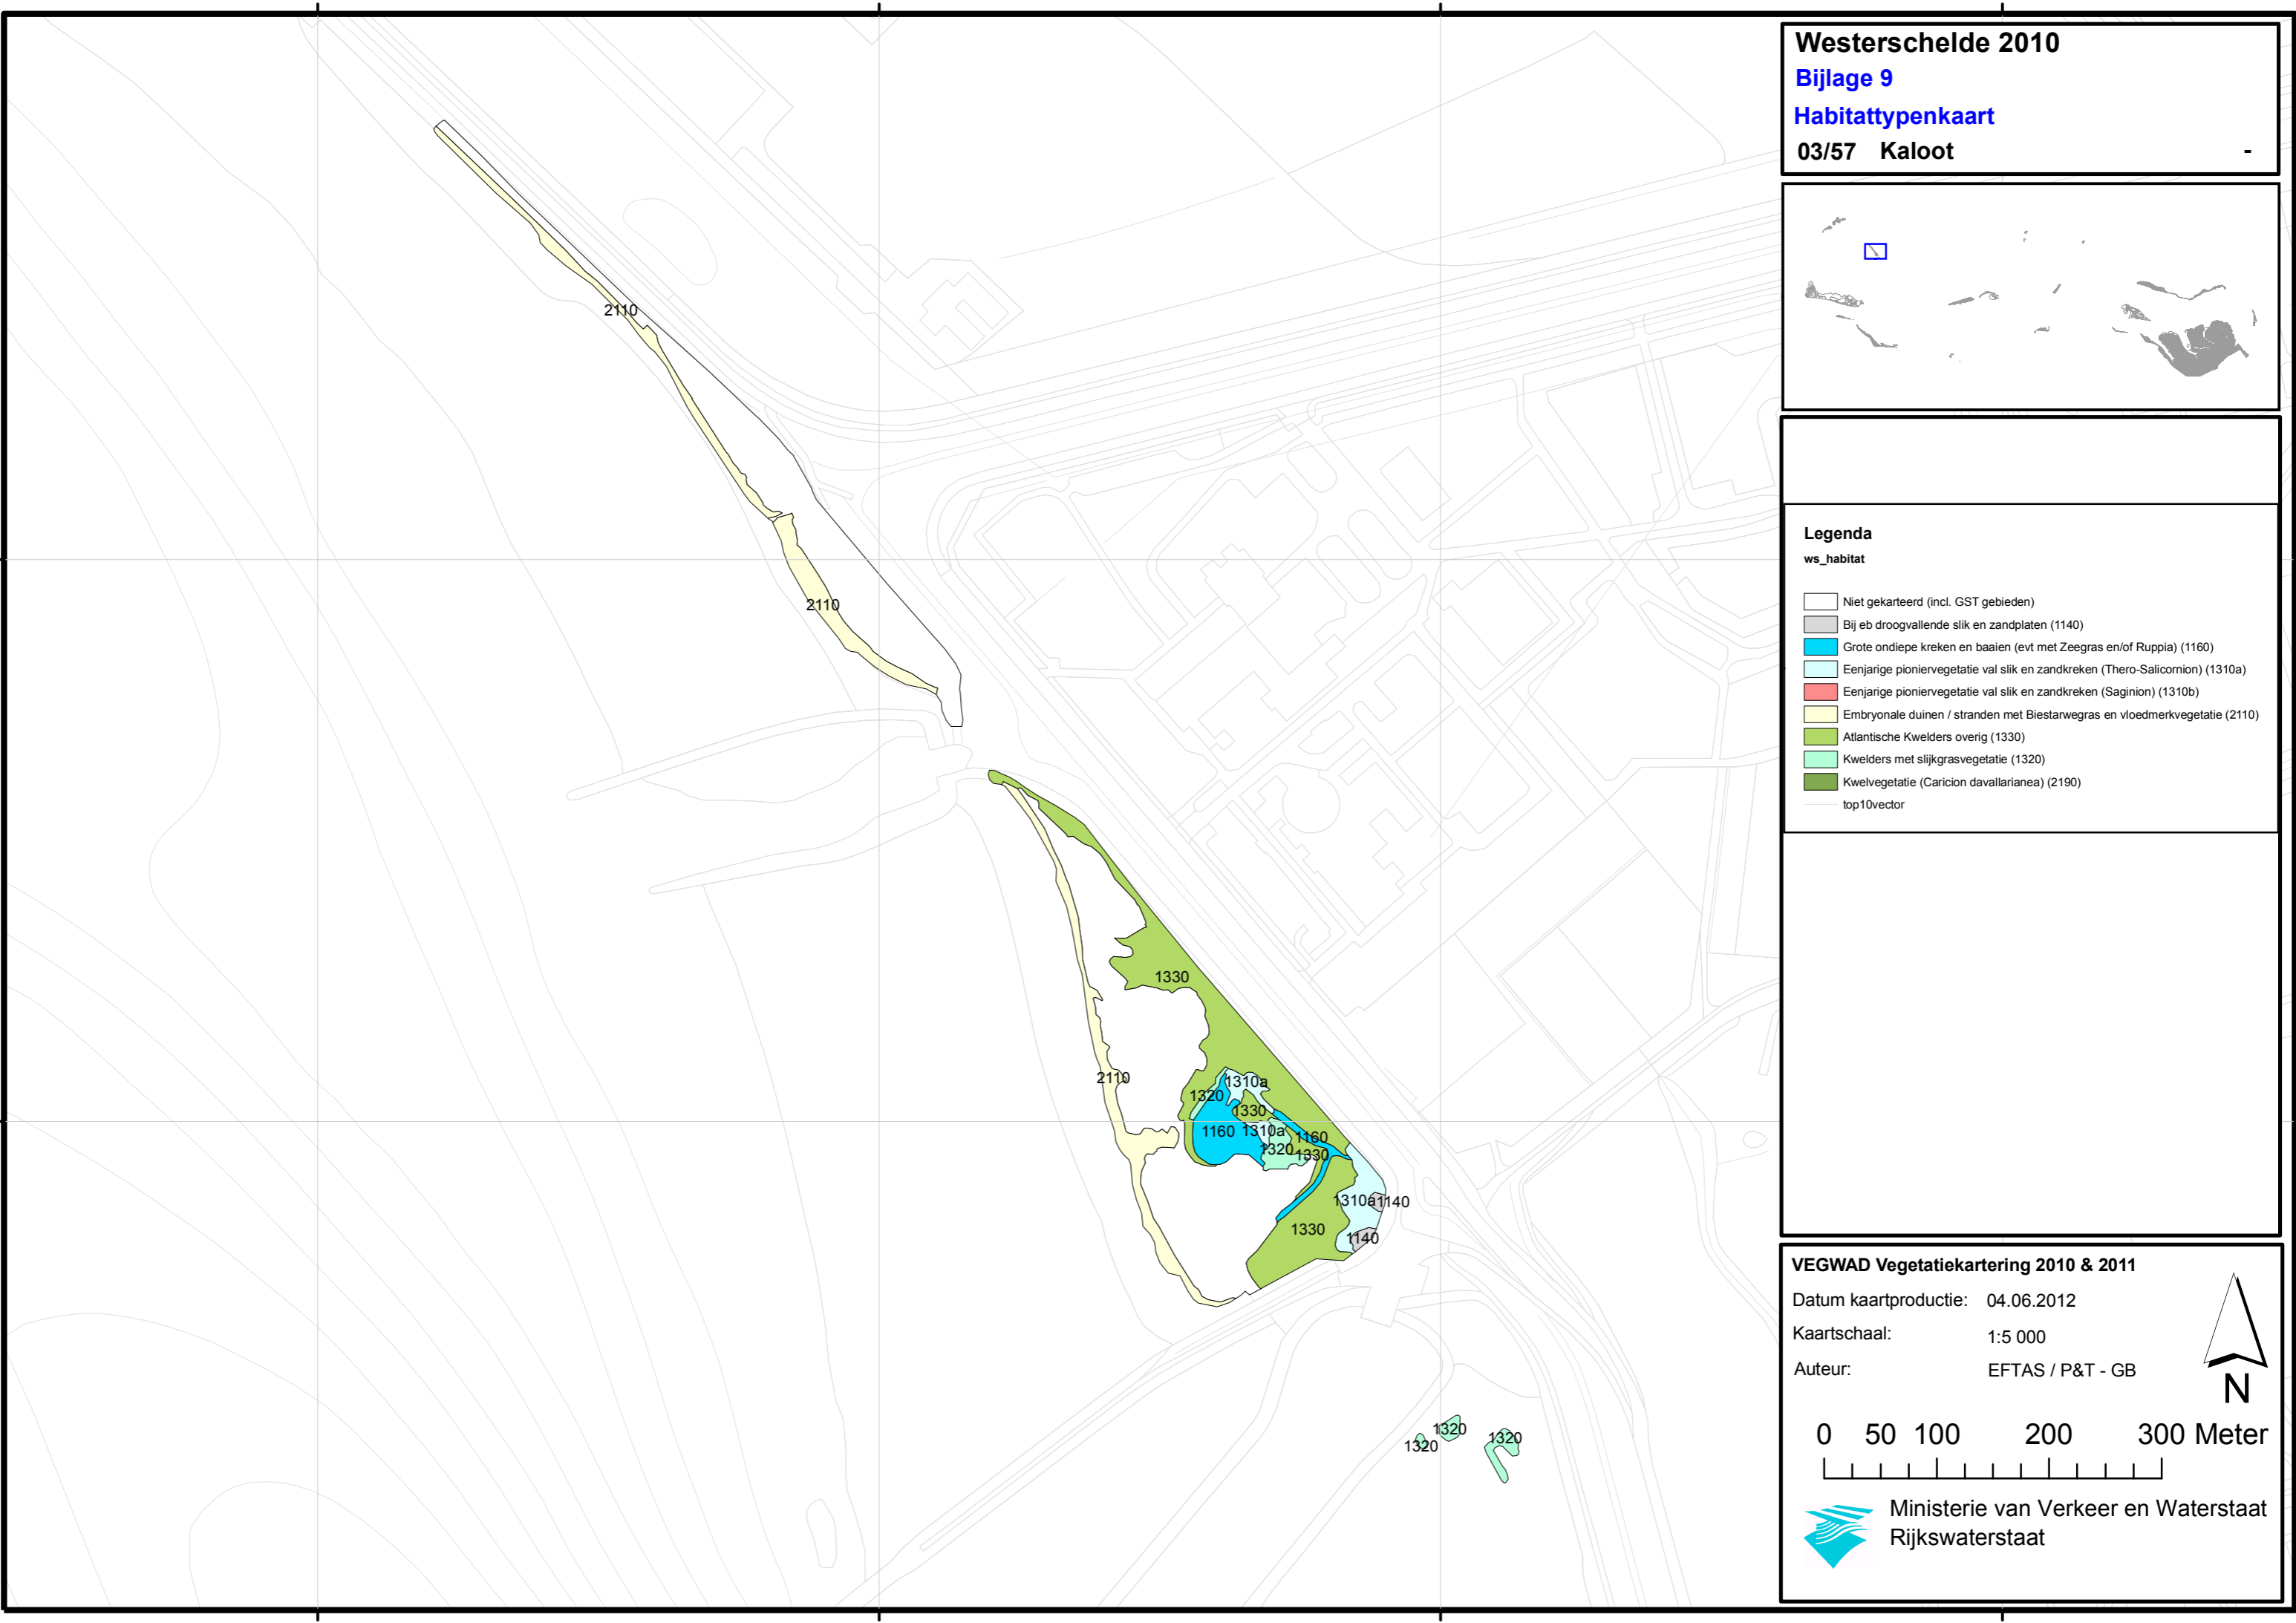 Westerschelde 2010
Bijlage 9
Habitattypenkaart
03/57 Kaloot -
Legenda
ws_habitat
Niet gekarteerd (incl. GST gebieden)
Bij eb droogvallende slik en zandplaten (1140)
Grote ondiepe kreken en baaien (evt met Zeegras en/of Ruppia) (1160)
Eenjarige pioniervegetatie val slik en zandkreken (Thero-Salicornion) (1310a)
Eenjarige pioniervegetatie val slik en zandkreken (Saginion) (1310b)
Embryonale duinen / stranden met Biestarwegras en vloedmerkvegetatie (2110)
Atlantische Kwelders overig (1330)
Kwelders met slijkgrasvegetatie (1320)
Kwelvegetatie (Caricion davallarianea) (2190)
top10vector
2110
2110
1330
2110
1310a
1320
1330
1160
1310a
1160
1320
1330
1310a
1140
1330
1140
1320
1320
1320
VEGWAD Vegetatiekartering 2010 & 2011
Datum kaartproductie: 04.06.2012
Kaartschaal: 1:5 000
Auteur: EFTAS / P&T - GB
N
0 50 100 200 300 Meter
Ministerie van Verkeer en Waterstaat
Rijkswaterstaat